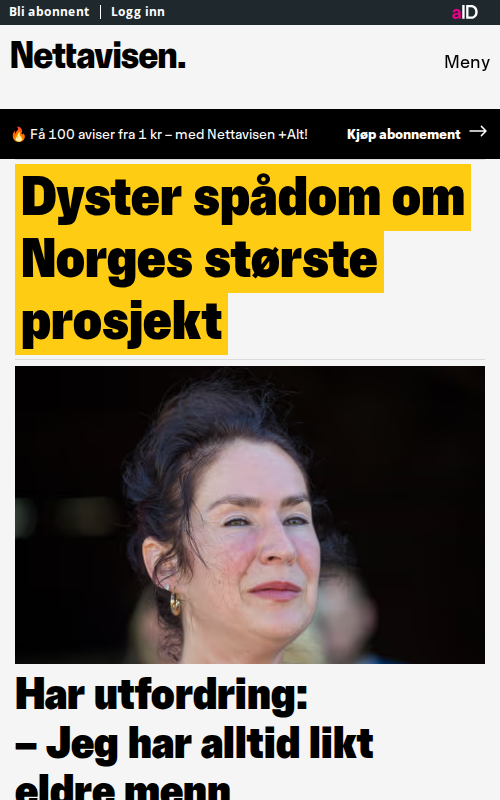 Bli abonnent | Logg inn
aID
Nettavisen.
Meny
🔥 Få 100 aviser fra 1 kr – med Nettavisen +Alt!
Kjøp abonnement →
Dyster spådom om
Norges største
prosjekt
Har utfordring:
– Jeg har alltid likt
eldre menn